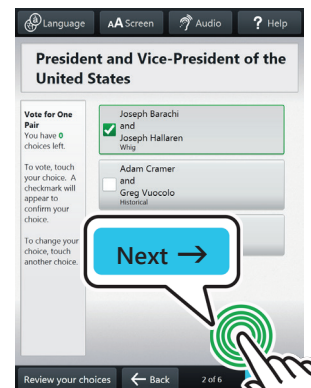 Language AA Screen Audio ? Help
President and Vice-President of the
United States
Vote for One
Pair
You have 0
choices left.
To vote, touch
your choice. A
checkmark will
appear to
confirm your
choice.
To change your
choice, touch
another choice.
Joseph Barachi
and
Joseph Hallaren
Whig
Adam Cramer
and
Greg Vuocolo
Historical
Next →
Review your choices ← Back 2 of 6